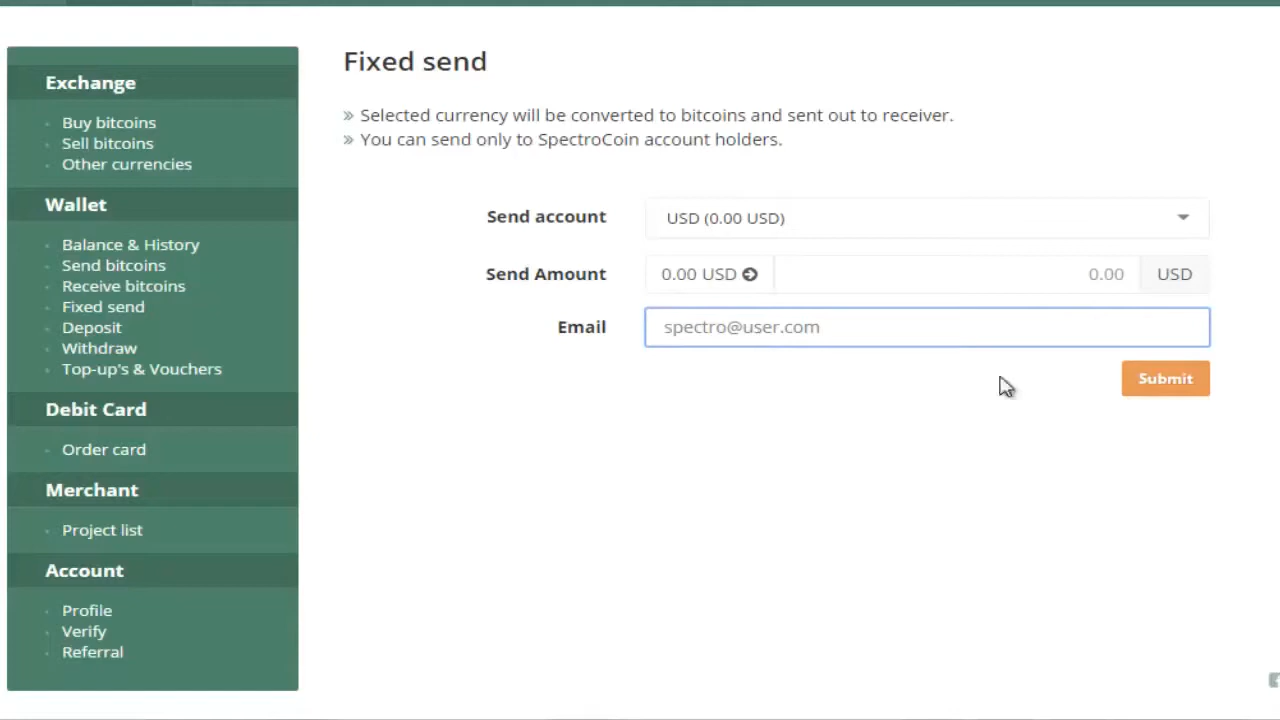 Exchange
Buy bitcoins
Sell bitcoins
Other currencies
Wallet
Balance & History
Send bitcoins
Receive bitcoins
Fixed send
Deposit
Withdraw
Top-up's & Vouchers
Debit Card
Order card
Merchant
Project list
Account
Profile
Verify
Referral
Fixed send
» Selected currency will be converted to bitcoins and sent out to receiver.
» You can send only to SpectroCoin account holders.
Send account USD (0.00 USD)
Send Amount 0.00 USD 0.00 USD
Email spectro@user.com
Submit